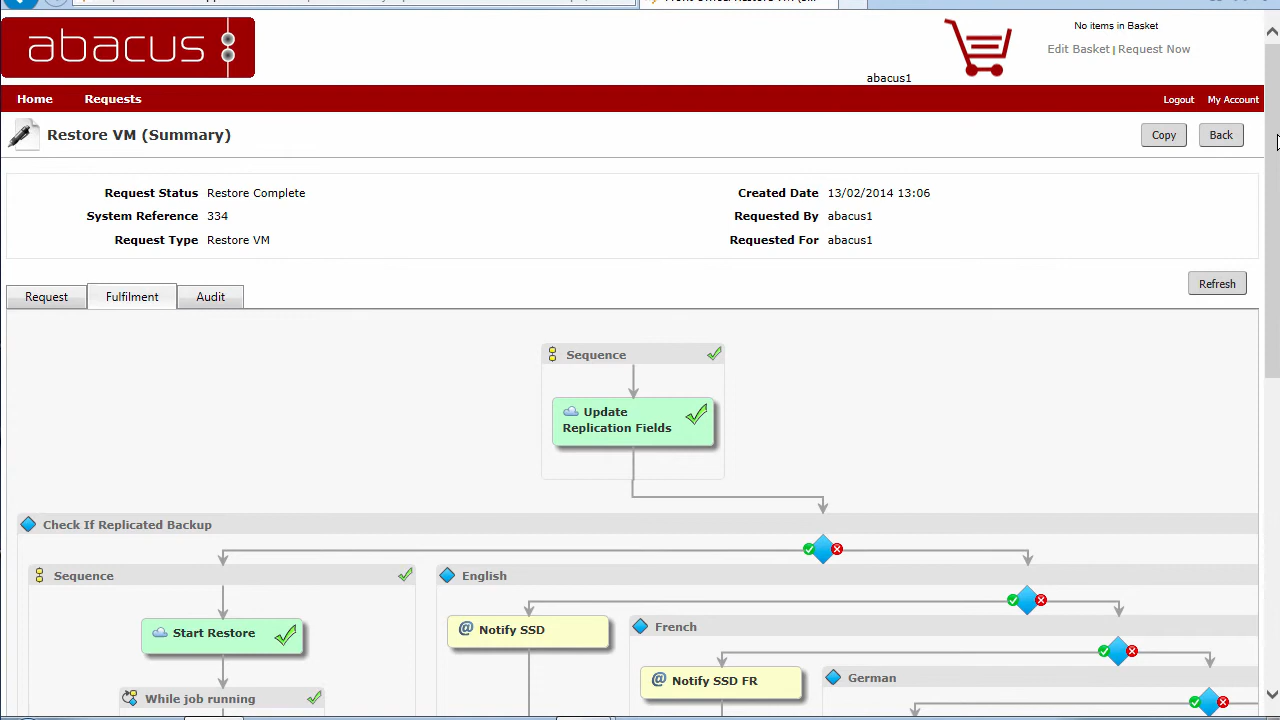 abacus
No items in Basket
Edit Basket | Request Now
abacus1
Home Requests Logout My Account
Restore VM (Summary) Copy Back
Request Status Restore Complete Created Date 13/02/2014 13:06
System Reference 334 Requested By abacus1
Request Type Restore VM Requested For abacus1
Request Fulfilment Audit Refresh
Sequence
Update
Replication Fields
Check If Replicated Backup
Sequence English
Start Restore Notify SSD French
Notify SSD FR German
While job running